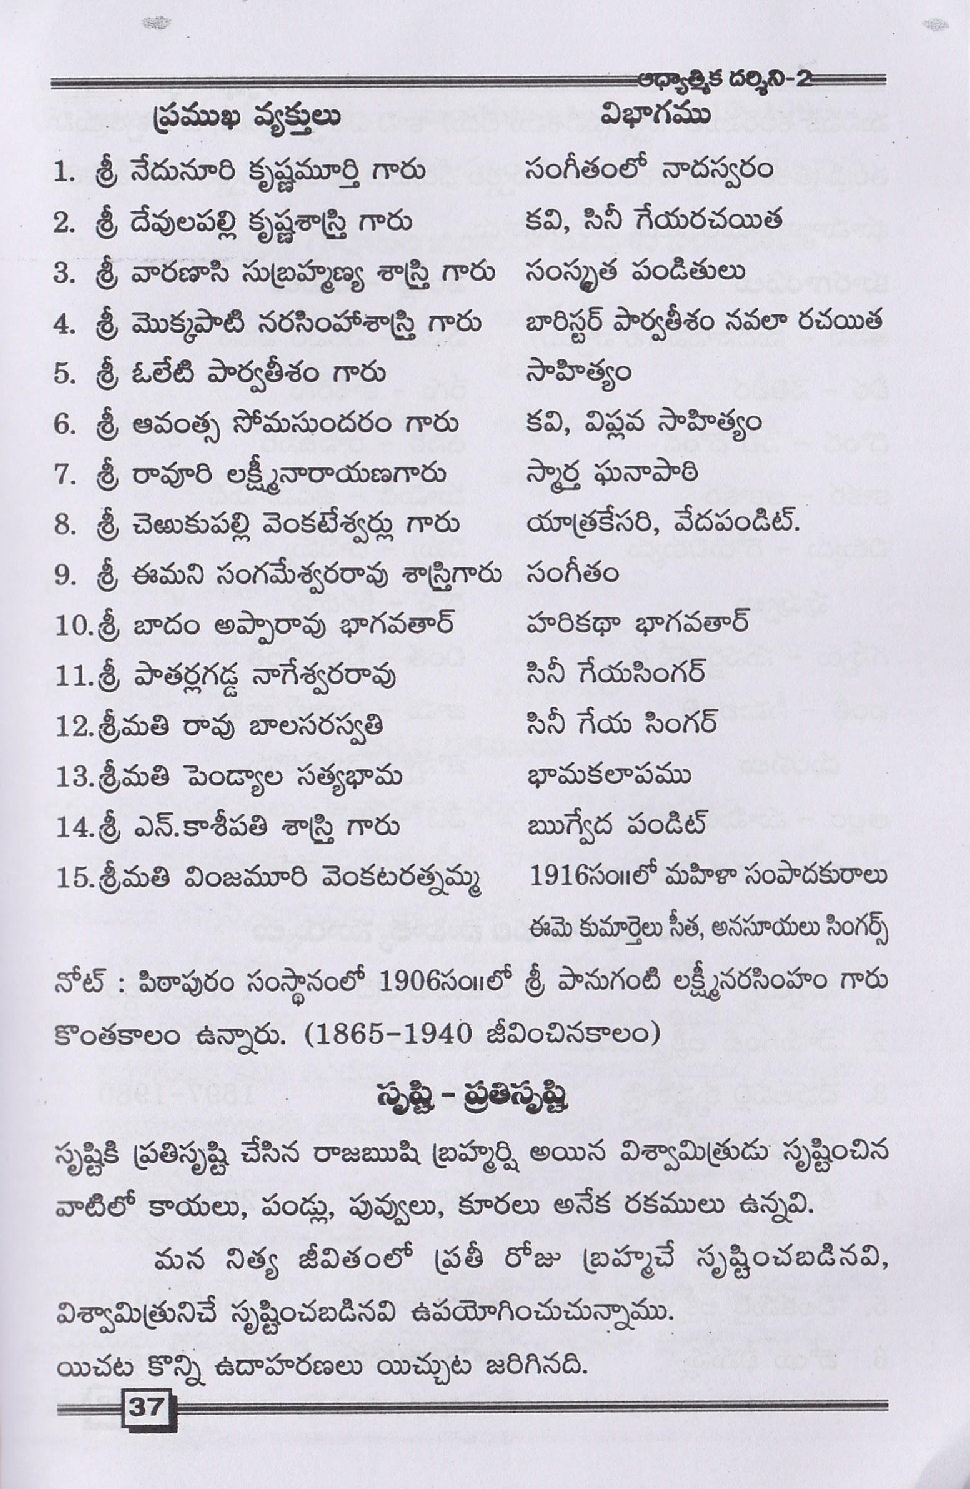 ఆధ్యాత్మిక దర్శిని-2
ప్రముఖ వ్యక్తులు విభాగము
1. శ్రీ నేదునూరి కృష్ణమూర్తి గారు సంగీతంలో నాదస్వరం
2. శ్రీ దేవులపల్లి కృష్ణశాస్త్రి గారు కవి, సినీ గేయరచయిత
3. శ్రీ వారణాసి సుబ్రహ్మణ్య శాస్త్రి గారు సంస్కృత పండితులు
4. శ్రీ మొక్కపాటి నరసింహాశాస్త్రి గారు బారిస్టర్ పార్వతీశం నవలా రచయిత
5. శ్రీ ఓలేటి పార్వతీశం గారు సాహిత్యం
6. శ్రీ ఆవంత్స సోమసుందరం గారు కవి, విప్లవ సాహిత్యం
7. శ్రీ రావూరి లక్ష్మీనారాయణగారు స్మార్త ఘనాపాఠి
8. శ్రీ చెఱుకుపల్లి వెంకటేశ్వర్లు గారు యాత్రకేసరి, వేదపండిట్.
9. శ్రీ ఈమని సంగమేశ్వరరావు శాస్త్రిగారు సంగీతం
10. శ్రీ బాదం అప్పారావు భాగవతార్ హరికథా భాగవతార్
11. శ్రీ పాతర్లగడ్డ నాగేశ్వరరావు సినీ గేయసింగర్
12. శ్రీమతి రావు బాలసరస్వతి సినీ గేయ సింగర్
13. శ్రీమతి పెండ్యాల సత్యభామ భామకలాపము
14. శ్రీ ఎన్.కాశీపతి శాస్త్రి గారు ఋగ్వేద పండిట్
15. శ్రీమతి వింజమూరి వెంకటరత్నమ్మ 1916సం॥లో మహిళా సంపాదకురాలు
ఈమె కుమార్తెలు సీత, అనసూయలు సింగర్స్
నోట్ : పిఠాపురం సంస్థానంలో 1906సం॥లో శ్రీ పానుగంటి లక్ష్మీనరసింహం గారు
కొంతకాలం ఉన్నారు. (1865-1940 జీవించినకాలం)
సృష్టి - ప్రతిసృష్టి
సృష్టికి ప్రతిసృష్టి చేసిన రాజఋషి బ్రహ్మర్షి అయిన విశ్వామిత్రుడు సృష్టించిన
వాటిలో కాయలు, పండ్లు, పువ్వులు, కూరలు అనేక రకములు ఉన్నవి.
మన నిత్య జీవితంలో ప్రతీ రోజు బ్రహ్మచే సృష్టించబడినవి,
విశ్వామిత్రునిచే సృష్టించబడినవి ఉపయోగించుచున్నాము.
యిచట కొన్ని ఉదాహరణలు యిచ్చుట జరిగినది.
37